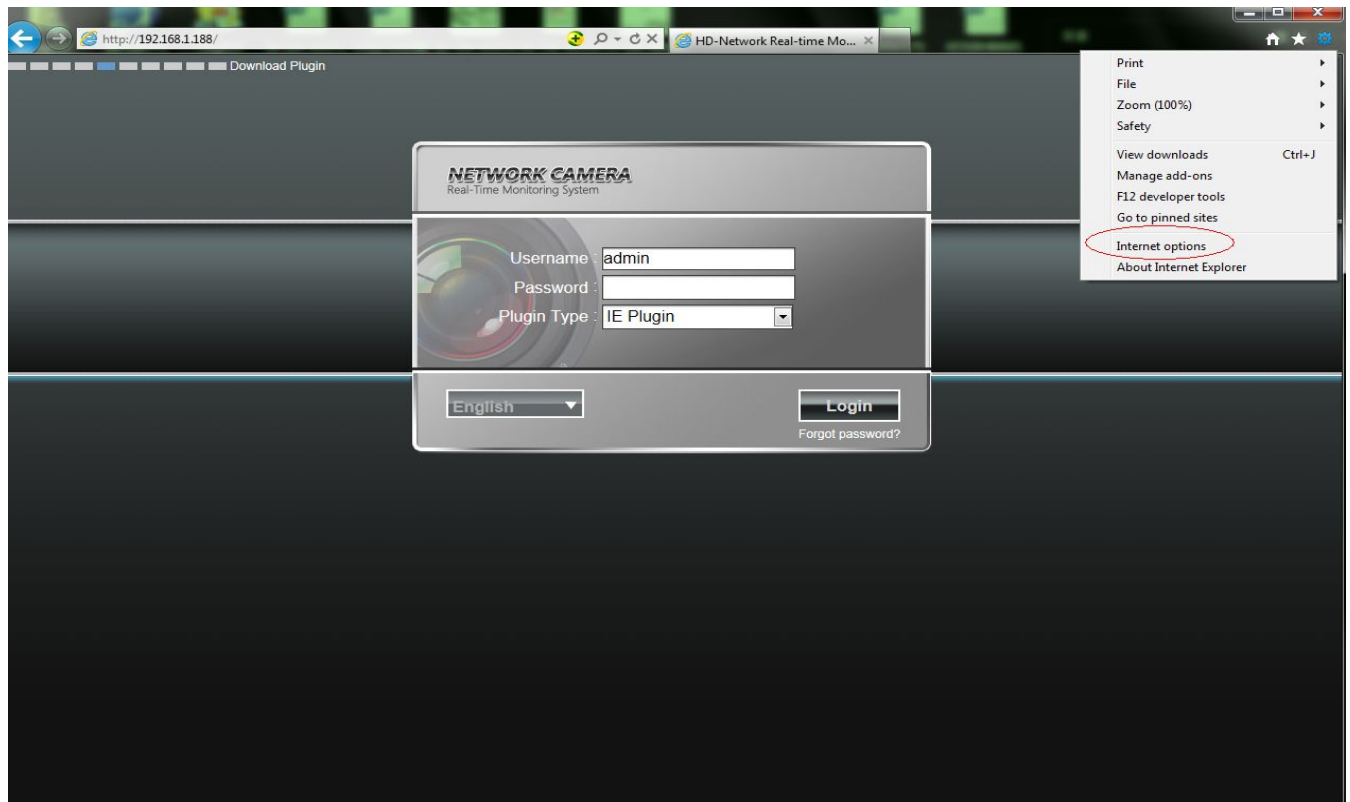 http://192.168.1.188/
HD-Network Real-time Mo...
Download Plugin
Print
File
Zoom (100%)
Safety
View downloads Ctrl+J
Manage add-ons
F12 developer tools
Go to pinned sites
Internet options
About Internet Explorer
NETWORK CAMERA
Real-Time Monitoring System
Username : admin
Password :
Plugin Type : IE Plugin
English
Login
Forgot password?